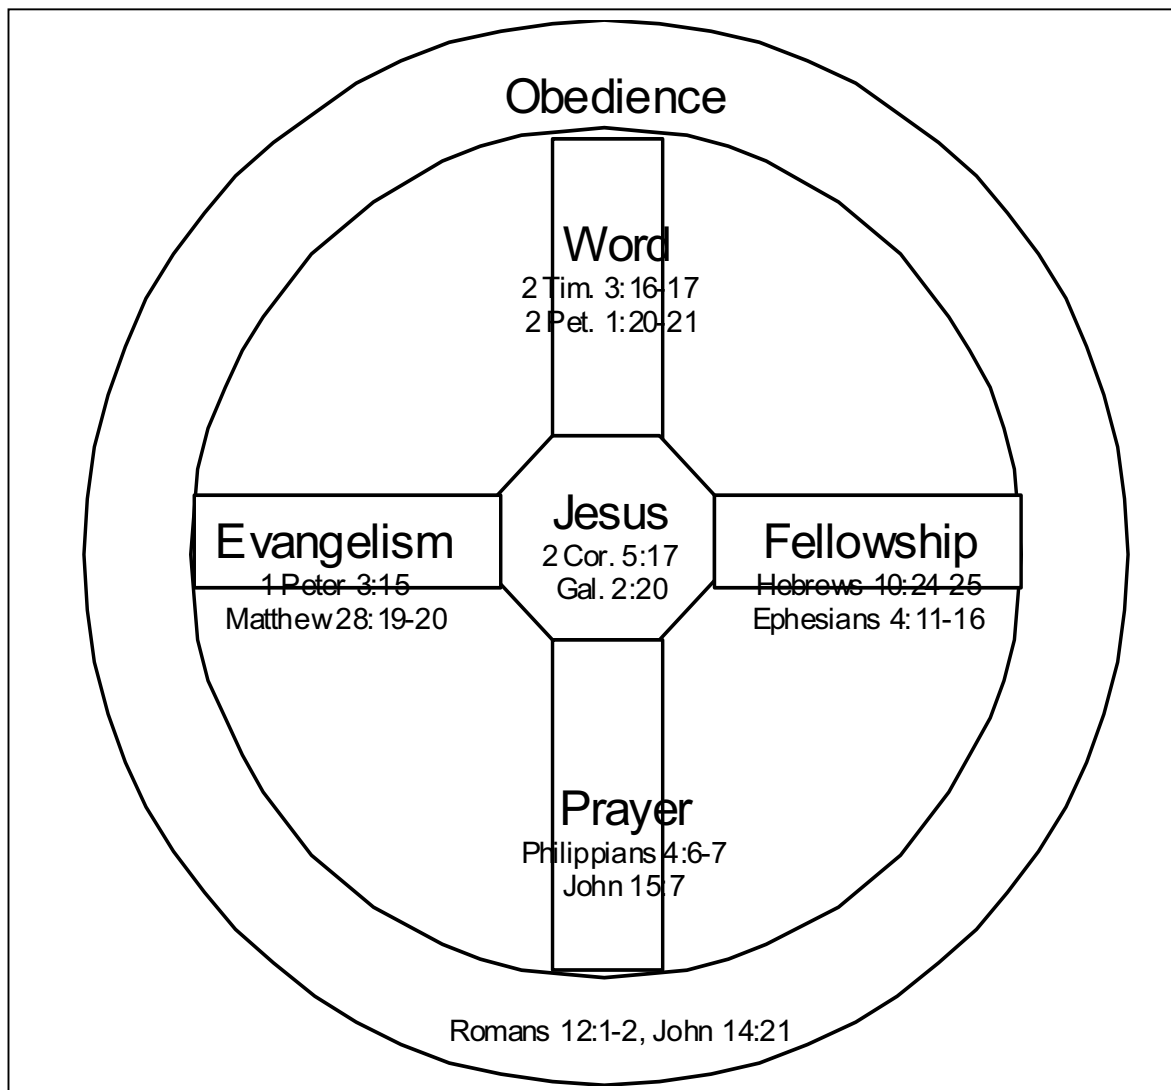 Obedience
Word
2 Tim. 3:16-17
2 Pet. 1:20-21
Evangelism
1 Peter 3:15
Matthew 28:19-20
Jesus
2 Cor. 5:17
Gal. 2:20
Fellowship
Hebrews 10:24-25
Ephesians 4:11-16
Prayer
Philippians 4:6-7
John 15:7
Romans 12:1-2, John 14:21